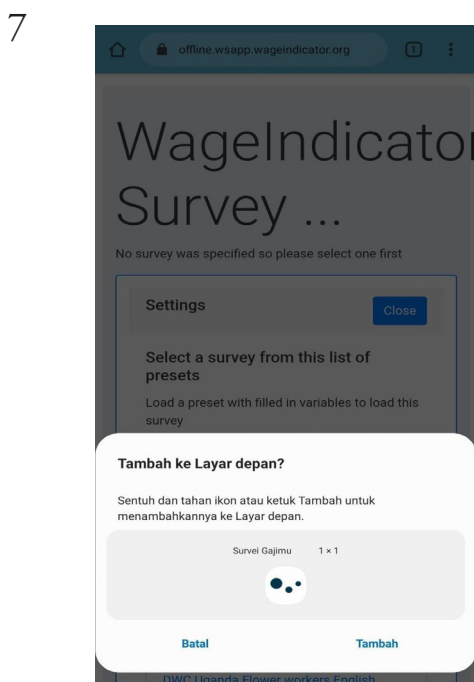 7
offline.wsapp.wageindicator.org
1
WageIndicator
Survey ...
No survey was specified so please select one first
Settings
Close
Select a survey from this list of
presets
Load a preset with filled in variables to load this
survey
Tambah ke Layar depan?
Sentuh dan tahan ikon atau ketuk Tambah untuk
menambahkannya ke Layar depan.
Survei Gajimu 1 × 1
Batal Tambah
DWC Uganda Flower workers English